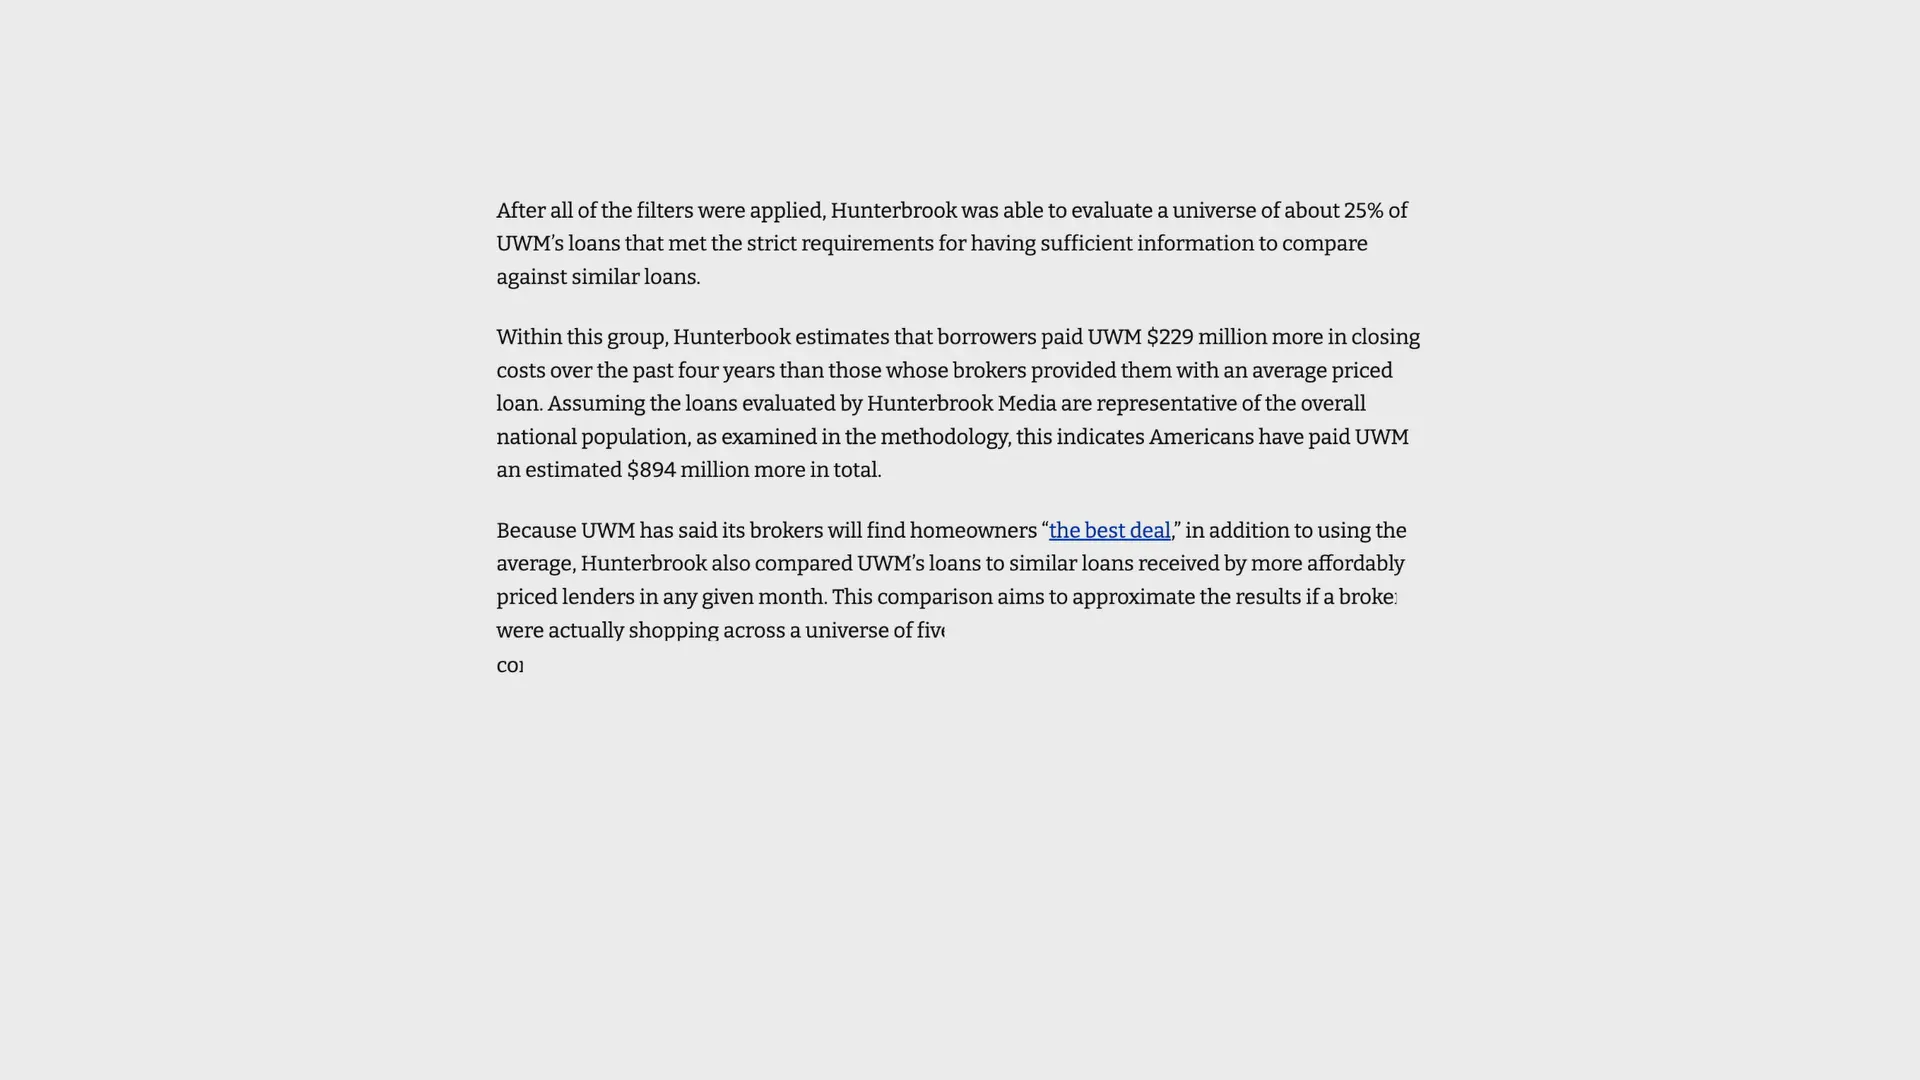 After all of the filters were applied, Hunterbrook was able to evaluate a universe of about 25% of
UWM’s loans that met the strict requirements for having sufficient information to compare
against similar loans.
Within this group, Hunterbook estimates that borrowers paid UWM $229 million more in closing
costs over the past four years than those whose brokers provided them with an average priced
loan. Assuming the loans evaluated by Hunterbrook Media are representative of the overall
national population, as examined in the methodology, this indicates Americans have paid UWM
an estimated $894 million more in total.
Because UWM has said its brokers will find homeowners “the best deal,” in addition to using the
average, Hunterbrook also compared UWM’s loans to similar loans received by more affordably
priced lenders in any given month. This comparison aims to approximate the results if a broker
were actually shopping across a universe of five